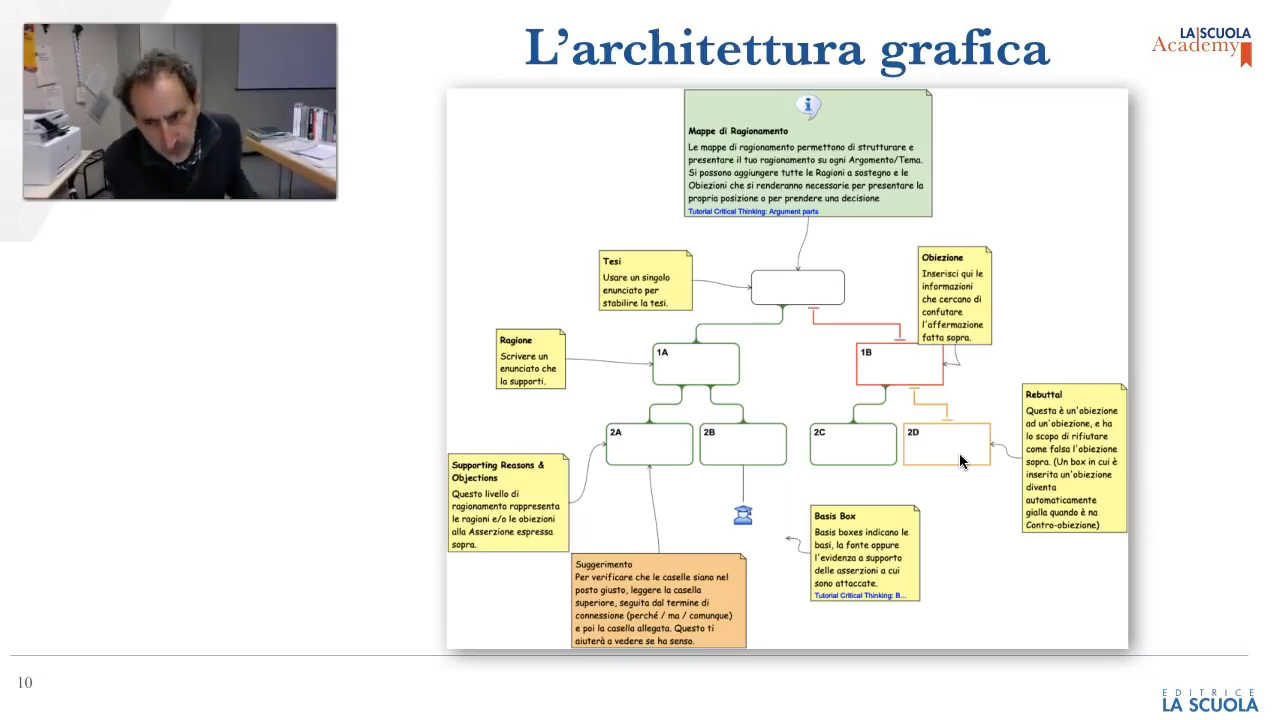 L'architettura grafica
LA SCUOLA
Academy
Mappe di Ragionamento
Le mappe di ragionamento permettono di strutturare e
presentare il tuo ragionamento su ogni Argomento/Tema.
Si possono aggiungere tutte le Ragioni a sostegno e le
Obiezioni che si renderanno necessarie per presentare la
propria posizione o per prendere una decisione
Tutorial Critical Thinking: Argument parts
Tesi
Usare un singolo
enunciato per
stabilire la tesi.
Obiezione
Inserisci qui le
informazioni
che cercano di
confutare
l'affermazione
fatta sopra.
Ragione
Scrivere un
enunciato che
la supporti.
1A
1B
Rebuttal
Questa è un'obiezione
ad un'obiezione, e ha
lo scopo di rifiutare
come falsa l'obiezione
sopra. (Un box in cui è
inserita un'obiezione
diventa
automaticamente
gialla quando è na
Contro-obiezione)
2A
2B
2C
2D
Supporting Reasons &
Objections
Questo livello di
ragionamento rappresenta
le ragioni e/o le obiezioni
alla Asserzione espressa
sopra.
Basis Box
Basis boxes indicano le
basi, la fonte oppure
l'evidenza a supporto
delle asserzioni a cui
sono attaccate.
Tutorial Critical Thinking: B...
Suggerimento
Per verificare che le caselle siano nel
posto giusto, leggere la casella
superiore, seguita dal termine di
connessione (perché / ma / comunque)
e poi la casella allegata. Questo ti
aiuterà a vedere se ha senso.
10
EDITRICE
LA SCUOLA